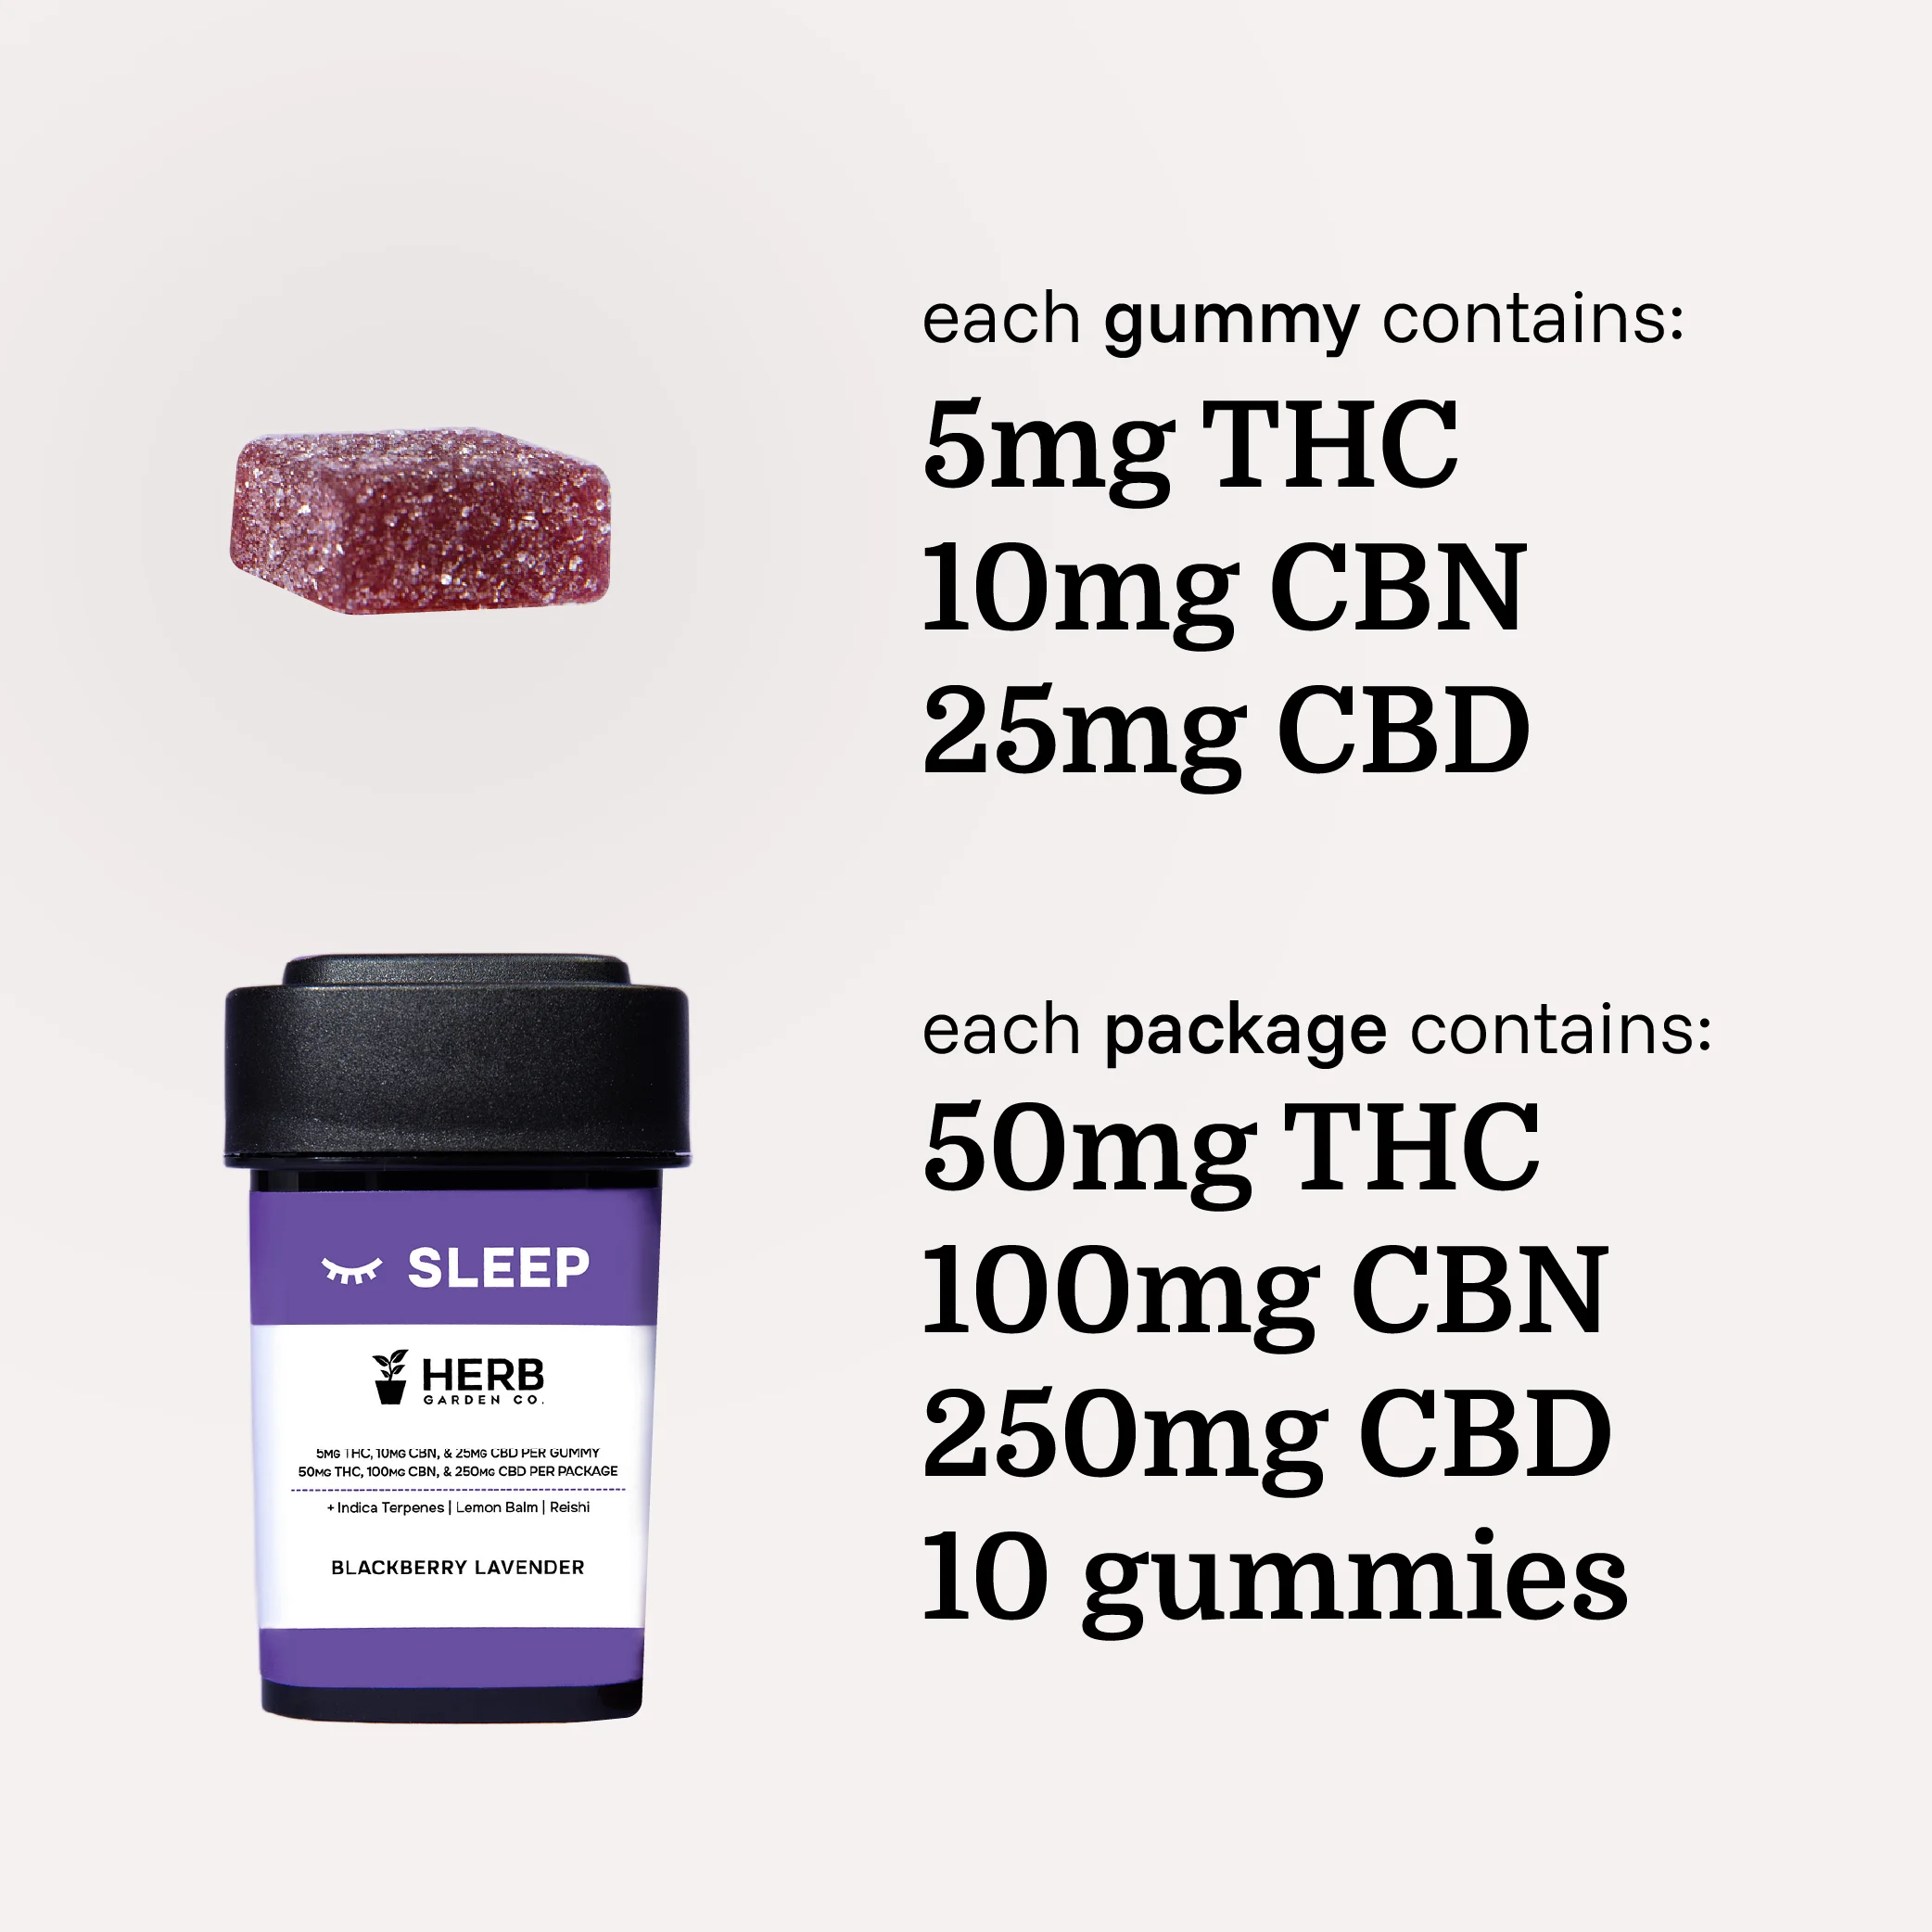 each gummy contains:
5mg THC
10mg CBN
25mg CBD
each package contains:
50mg THC
100mg CBN
250mg CBD
10 gummies
SLEEP
HERB
GARDEN CO.
5MG THC, 10MG CBN, & 25MG CBD PER GUMMY
50MG THC, 100MG CBN, & 250MG CBD PER PACKAGE
+ Indica Terpenes | Lemon Balm | Reishi
BLACKBERRY LAVENDER